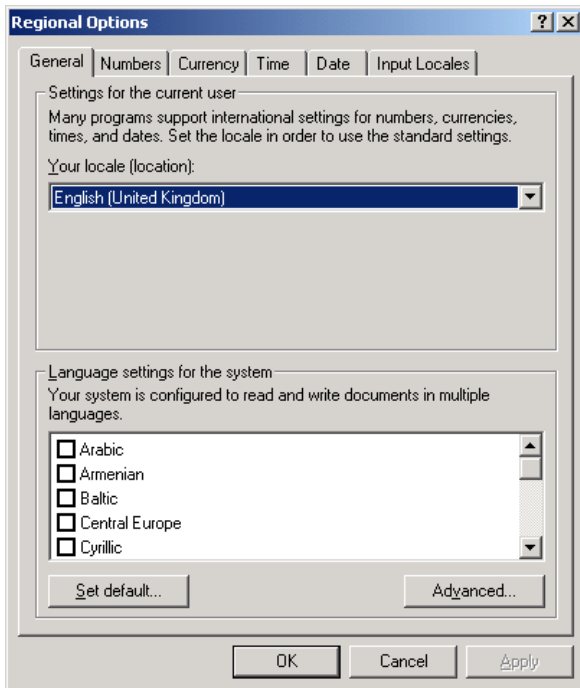 Regional Options
General Numbers Currency Time Date Input Locales
Settings for the current user
Many programs support international settings for numbers, currencies,
times, and dates. Set the locale in order to use the standard settings.
Your locale (location):
English (United Kingdom)
Language settings for the system
Your system is configured to read and write documents in multiple
languages.
Arabic
Armenian
Baltic
Central Europe
Cyrillic
Set default... Advanced...
OK Cancel Apply